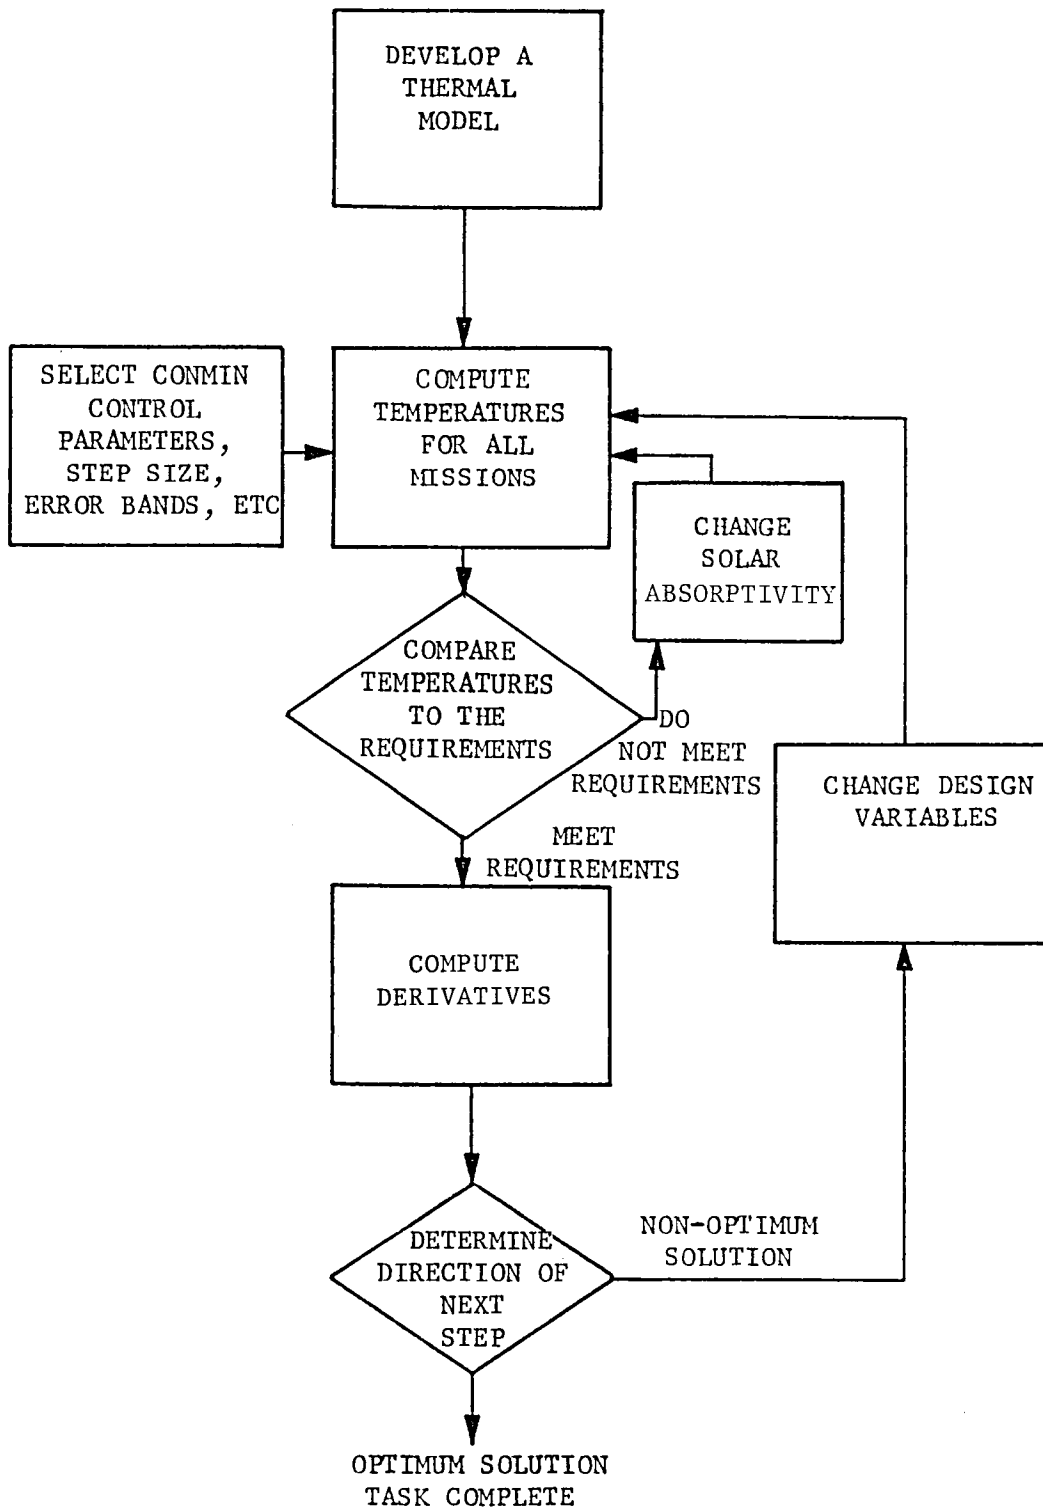 DEVELOP A
THERMAL
MODEL
SELECT CONMIN
CONTROL
PARAMETERS,
STEP SIZE,
ERROR BANDS, ETC
COMPUTE
TEMPERATURES
FOR ALL
MISSIONS
CHANGE
SOLAR
ABSORPTIVITY
COMPARE
TEMPERATURES
TO THE
REQUIREMENTS
DO
NOT MEET
REQUIREMENTS
CHANGE DESIGN
VARIABLES
MEET
REQUIREMENTS
COMPUTE
DERIVATIVES
DETERMINE
DIRECTION OF
NEXT
STEP
NON-OPTIMUM
SOLUTION
OPTIMUM SOLUTION
TASK COMPLETE